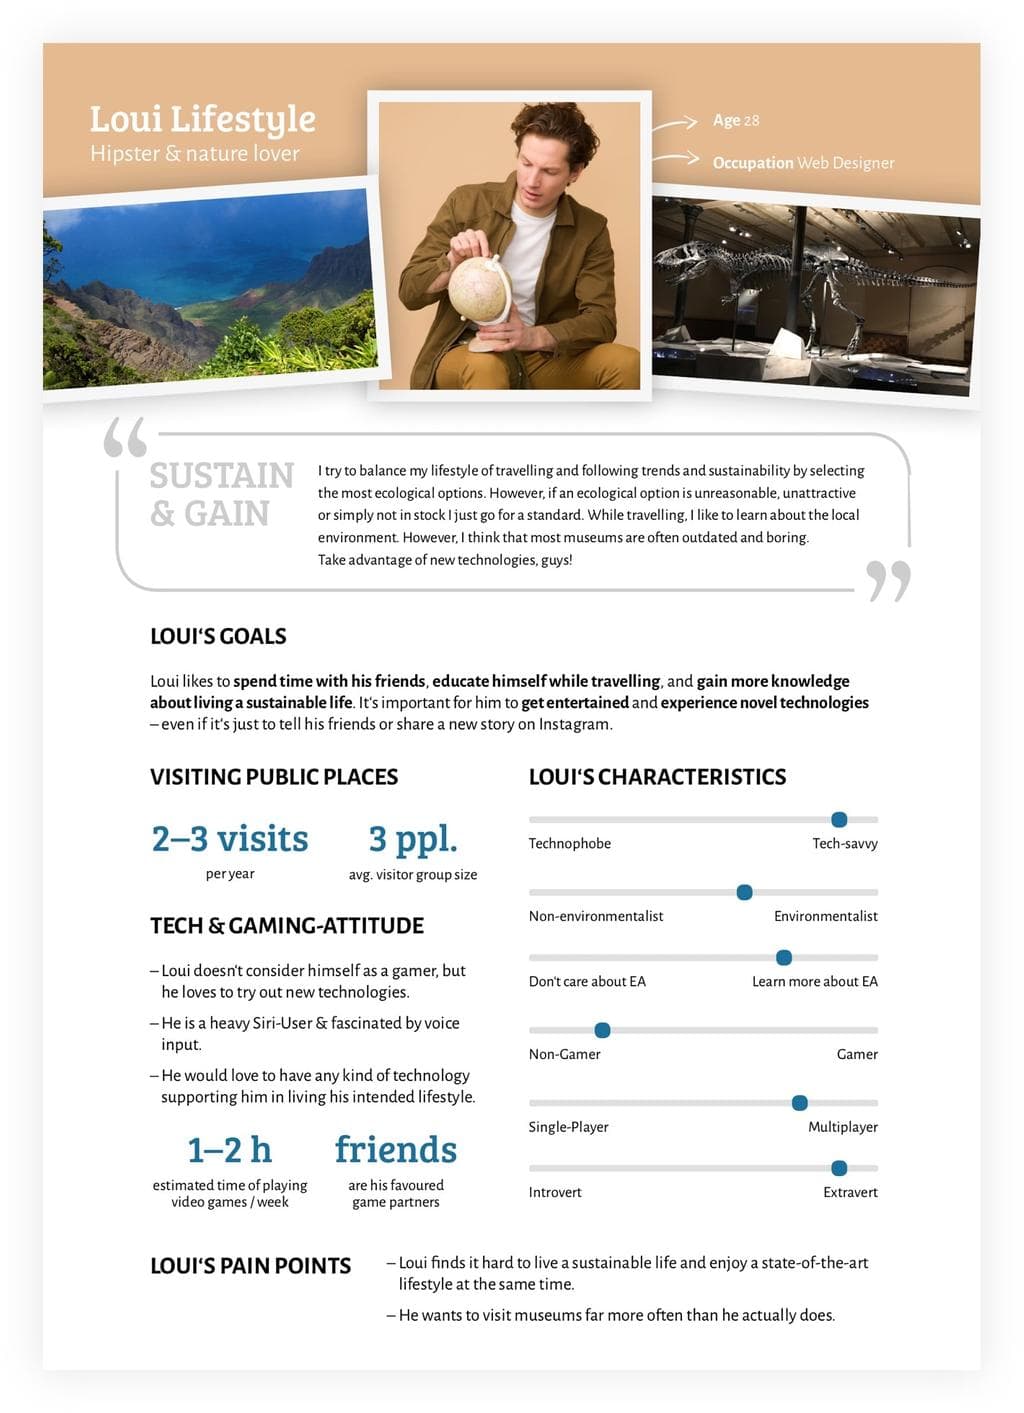 Loui Lifestyle
Hipster & nature lover
Age 28
Occupation Web Designer
“
SUSTAIN
& GAIN
I try to balance my lifestyle of travelling and following trends and sustainability by selecting
the most ecological options. However, if an ecological option is unreasonable, unattractive
or simply not in stock I just go for a standard. While travelling, I like to learn about the local
environment. However, I think that most museums are often outdated and boring.
Take advantage of new technologies, guys!
”
LOUI‘S GOALS
Loui likes to spend time with his friends, educate himself while travelling, and gain more knowledge
about living a sustainable life. It‘s important for him to get entertained and experience novel technologies
– even if it‘s just to tell his friends or share a new story on Instagram.
VISITING PUBLIC PLACES
2–3 visits
per year
3 ppl.
avg. visitor group size
TECH & GAMING-ATTITUDE
– Loui doesn‘t consider himself as a gamer, but
he loves to try out new technologies.
– He is a heavy Siri-User & fascinated by voice
input.
– He would love to have any kind of technology
supporting him in living his intended lifestyle.
1–2 h
estimated time of playing
video games / week
friends
are his favoured
game partners
LOUI‘S CHARACTERISTICS
Technophobe Tech-savvy
Non-environmentalist Environmentalist
Don‘t care about EA Learn more about EA
Non-Gamer Gamer
Single-Player Multiplayer
Introvert Extravert
LOUI‘S PAIN POINTS
– Loui finds it hard to live a sustainable life and enjoy a state-of-the-art
lifestyle at the same time.
– He wants to visit museums far more often than he actually does.